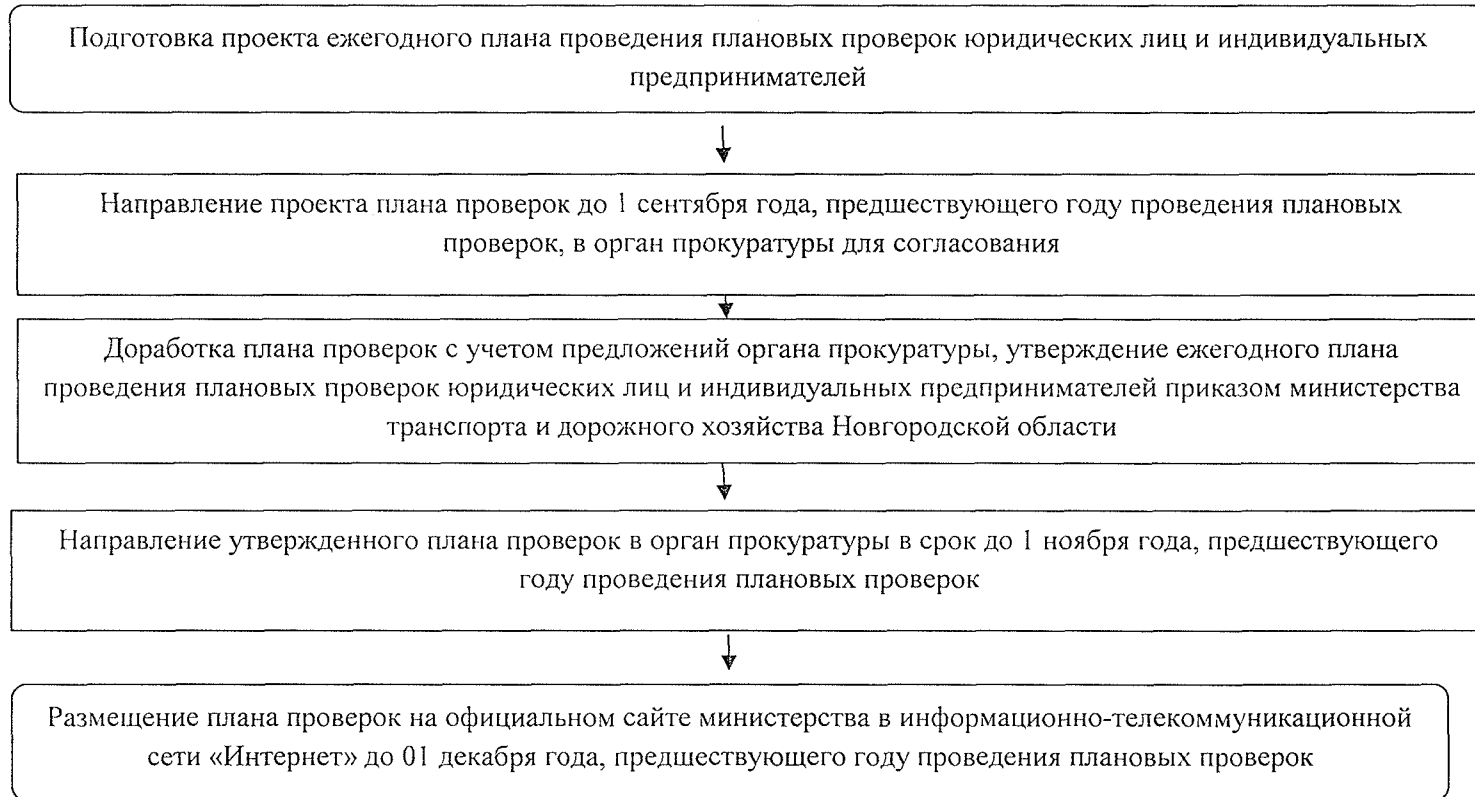 Подготовка проекта ежегодного плана проведения плановых проверок юридических лиц и индивидуальных
предпринимателей
Направление проекта плана проверок до 1 сентября года, предшествующего году проведения плановых
проверок, в орган прокуратуры для согласования
Доработка плана проверок с учетом предложений органа прокуратуры, утверждение ежегодного плана
проведения плановых проверок юридических лиц и индивидуальных предпринимателей приказом министерства
транспорта и дорожного хозяйства Новгородской области
Направление утвержденного плана проверок в орган прокуратуры в срок до 1 ноября года, предшествующего
году проведения плановых проверок
Размещение плана проверок на официальном сайте министерства в информационно-телекоммуникационной
сети «Интернет» до 01 декабря года, предшествующего году проведения плановых проверок